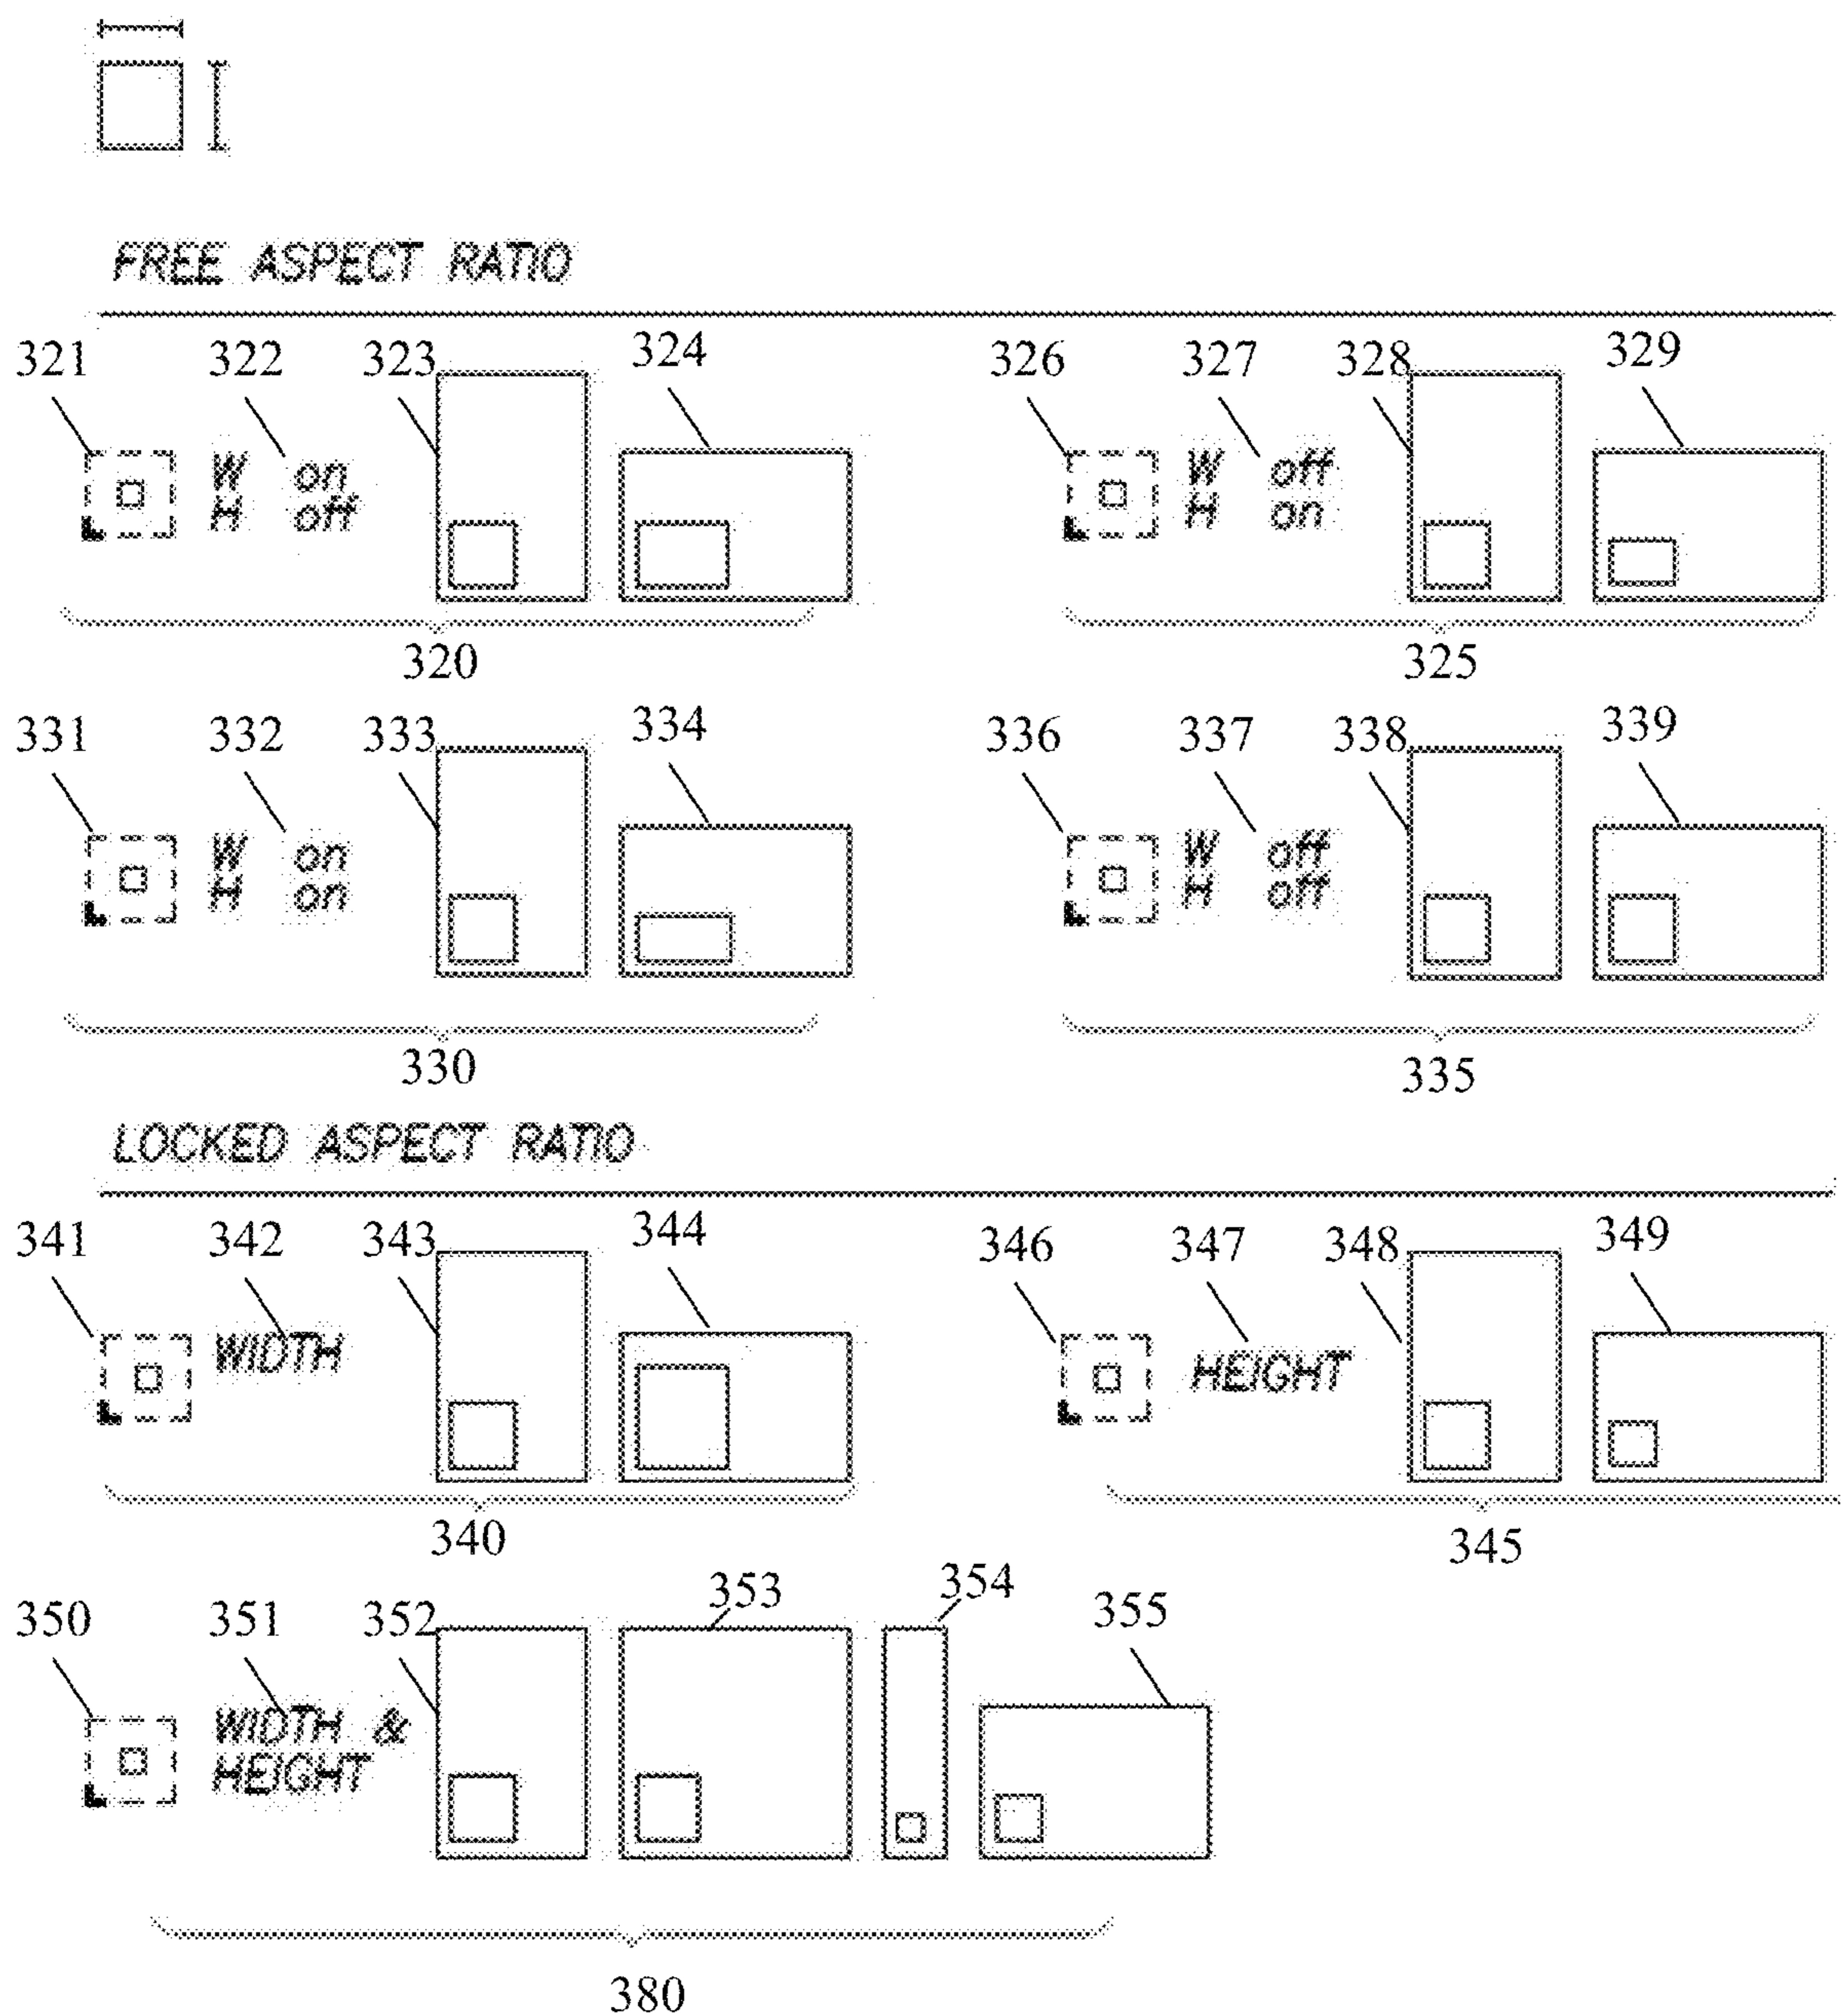 FREE ASPECT RATIO
321 322 323 324 326 327 328 329
W on W off
H off H on
320 325
331 332 333 334 336 337 338 339
W on W off
H on H off
330 335
LOCKED ASPECT RATIO
341 342 343 344 346 347 348 349
WIDTH HEIGHT
340 345
350 351 352 353 354 355
WIDTH &
HEIGHT
380